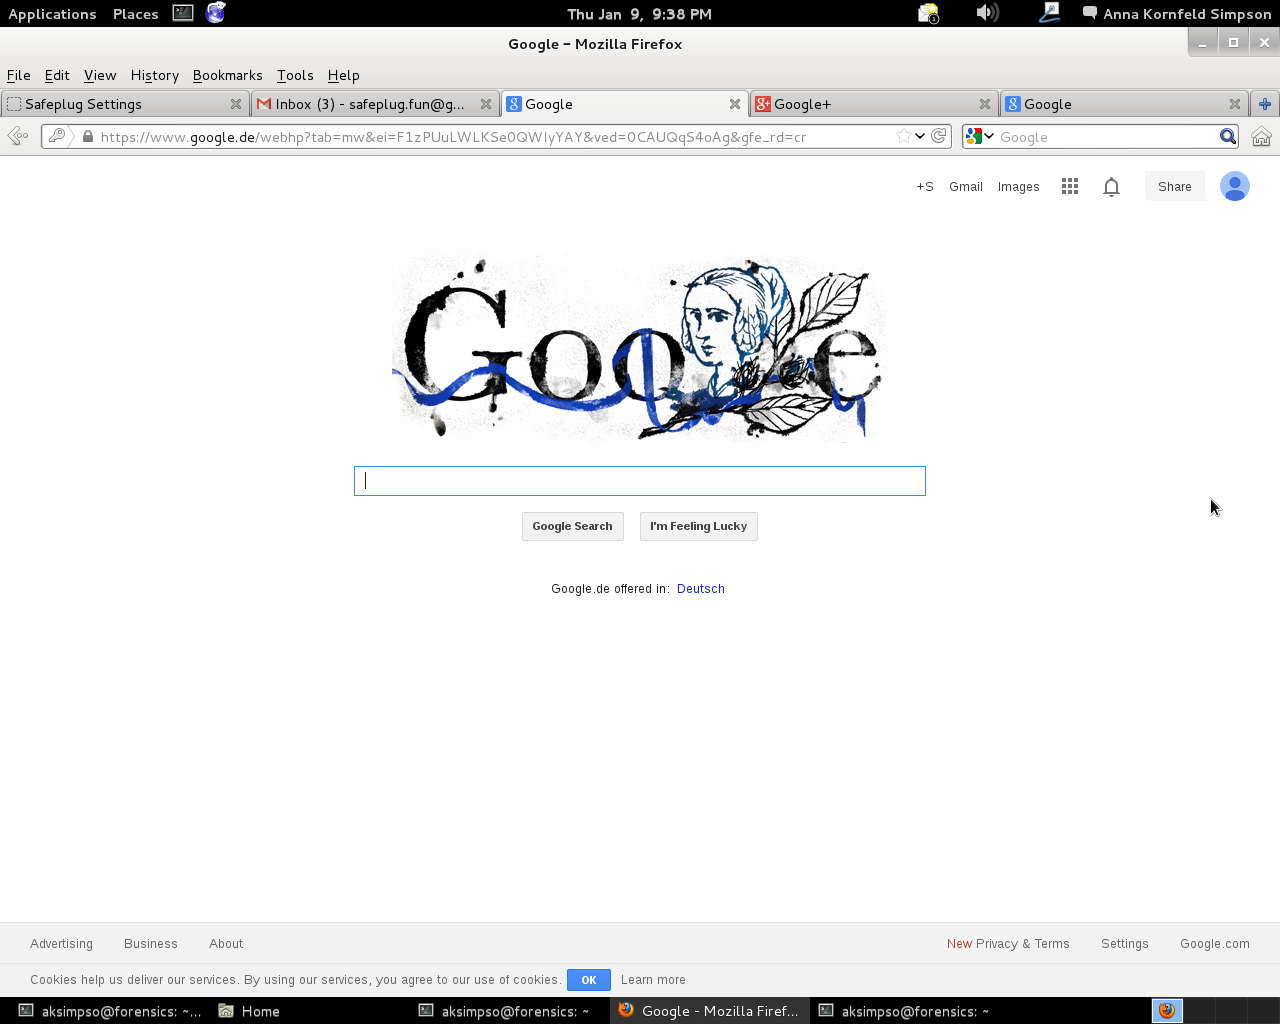 Applications Places Thu Jan 9, 9:38 PM 1 Anna Kornfeld Simpson
Google - Mozilla Firefox
File Edit View History Bookmarks Tools Help
Safeplug Settings Inbox (3) - safeplug.fun@g... Google Google+ Google
https://www.google.de/webhp?tab=mw&ei=F1zPUuLWLKSe0QWIyYAY&ved=0CAUQqS4oAg&gfe_rd=cr Google
+S Gmail Images Share
Google
Google Search I'm Feeling Lucky
Google.de offered in: Deutsch
Advertising Business About New Privacy & Terms Settings Google.com
Cookies help us deliver our services. By using our services, you agree to our use of cookies. OK Learn more
aksimpso@forensics: ~... Home aksimpso@forensics: ~ Google - Mozilla Firef... aksimpso@forensics: ~